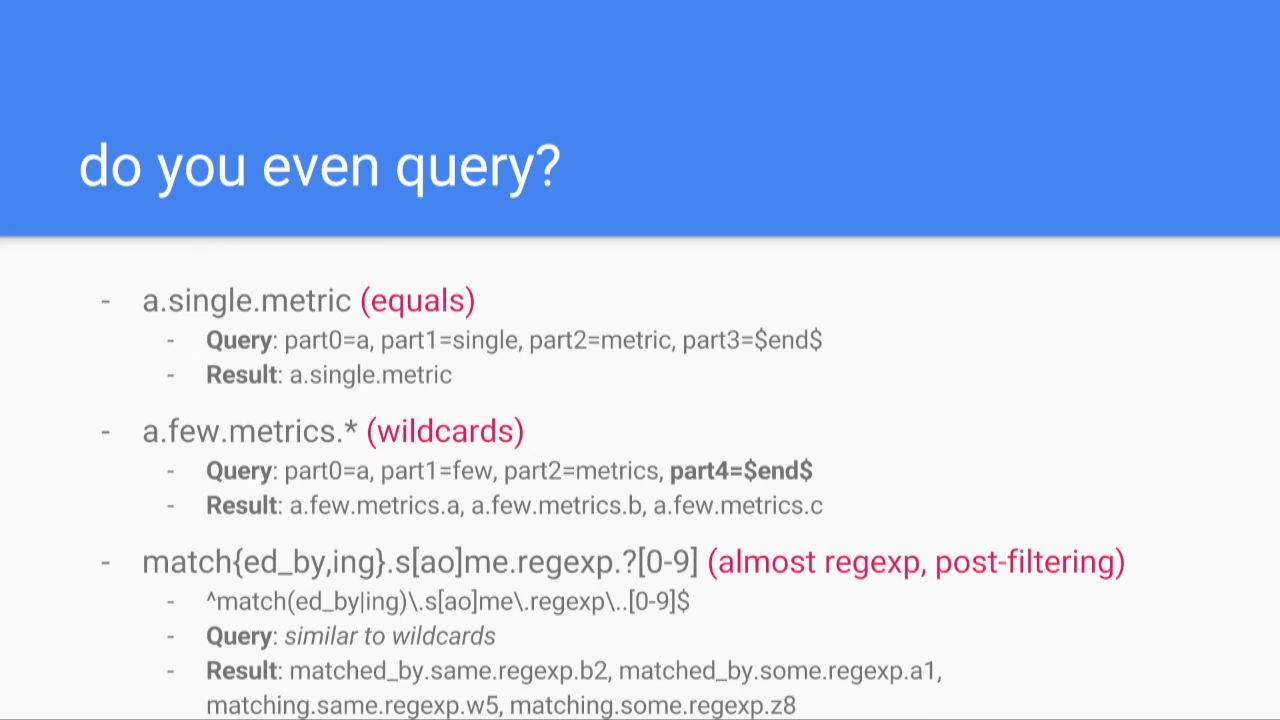 do you even query?
- a.single.metric (equals)
- Query: part0=a, part1=single, part2=metric, part3=$end$
- Result: a.single.metric
- a.few.metrics.* (wildcards)
- Query: part0=a, part1=few, part2=metrics, part4=$end$
- Result: a.few.metrics.a, a.few.metrics.b, a.few.metrics.c
- match{ed_by,ing}.s[ao]me.regexp.?[0-9] (almost regexp, post-filtering)
- ^match(ed_by|ing)\.s[ao]me\.regexp\..[0-9]$
- Query: similar to wildcards
- Result: matched_by.same.regexp.b2, matched_by.some.regexp.a1,
matching.same.regexp.w5, matching.some.regexp.z8